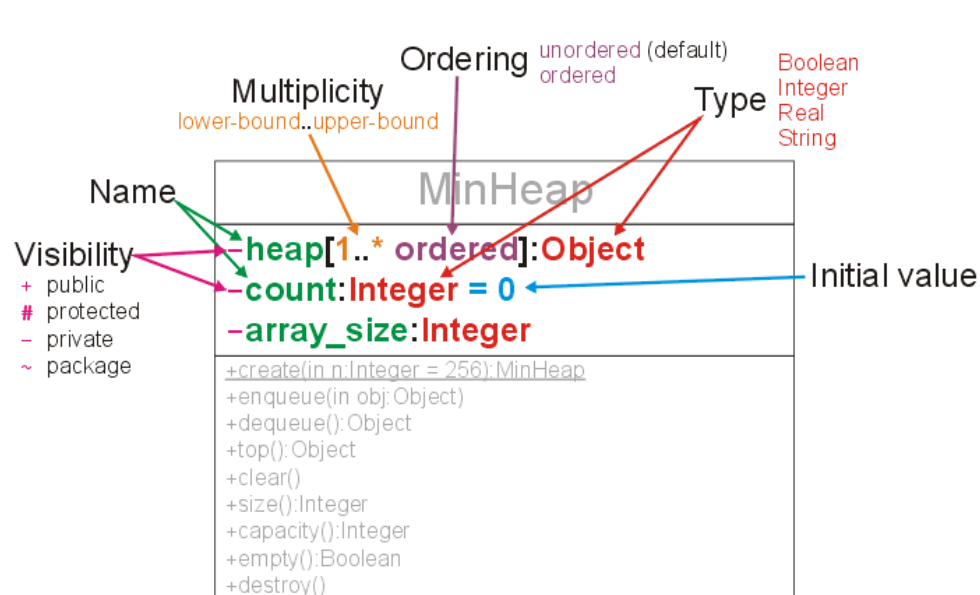 Ordering unordered (default)
ordered
Multiplicity
lower-bound..upper-bound
Type Boolean
Integer
Real
String
MinHeap
Name
Visibility
+ public
# protected
– private
~ package
–heap[1..* ordered]:Object
–count:Integer = 0
–array_size:Integer
Initial value
+create(in n:Integer = 256):MinHeap
+enqueue(in obj:Object)
+dequeue():Object
+top():Object
+clear()
+size():Integer
+capacity():Integer
+empty():Boolean
+destroy()